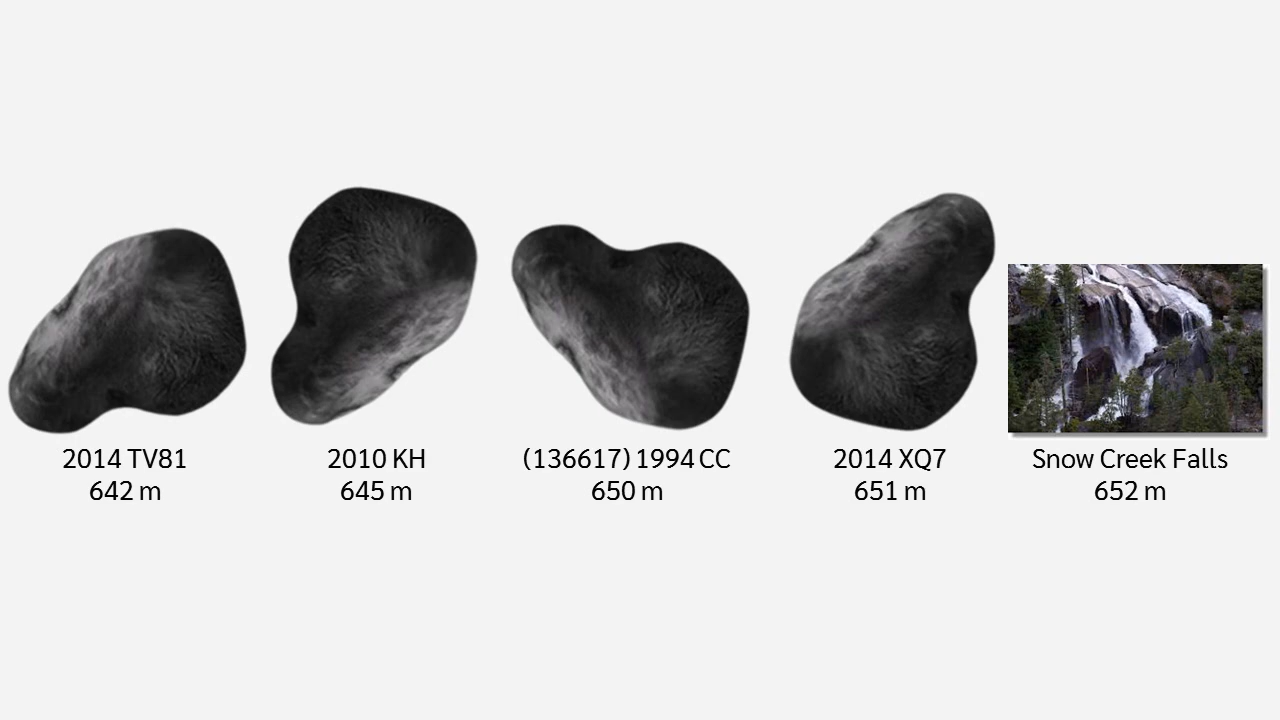 2014 TV81
642 m
2010 KH
645 m
(136617) 1994 CC
650 m
2014 XQ7
651 m
Snow Creek Falls
652 m